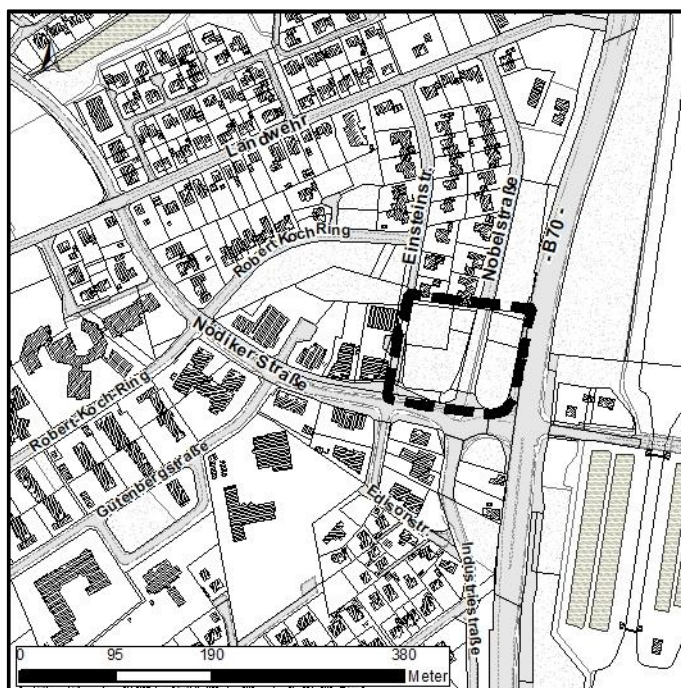 Landwehr
Einsteinstr.
Nobelstraße
- B70 -
Robert Koch Ring
Nödiker Straße
Robert-Koch-Ring
Gutenbergstraße
Edisonstr.
Industriestraße
0 95 190 380
Meter